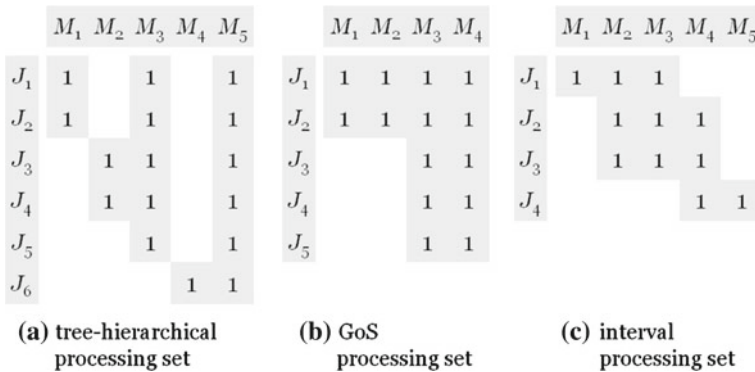 M₁ M₂ M₃ M₄ M₅
J₁ 1 1 1
J₂ 1 1 1
J₃ 1 1 1
J₄ 1 1 1
J₅ 1 1
J₆ 1 1
(a) tree-hierarchical
processing set
M₁ M₂ M₃ M₄
J₁ 1 1 1 1
J₂ 1 1 1 1
J₃ 1 1
J₄ 1 1
J₅ 1 1
(b) GoS
processing set
M₁ M₂ M₃ M₄ M₅
J₁ 1 1 1
J₂ 1 1 1
J₃ 1 1 1
J₄ 1 1
(c) interval
processing set